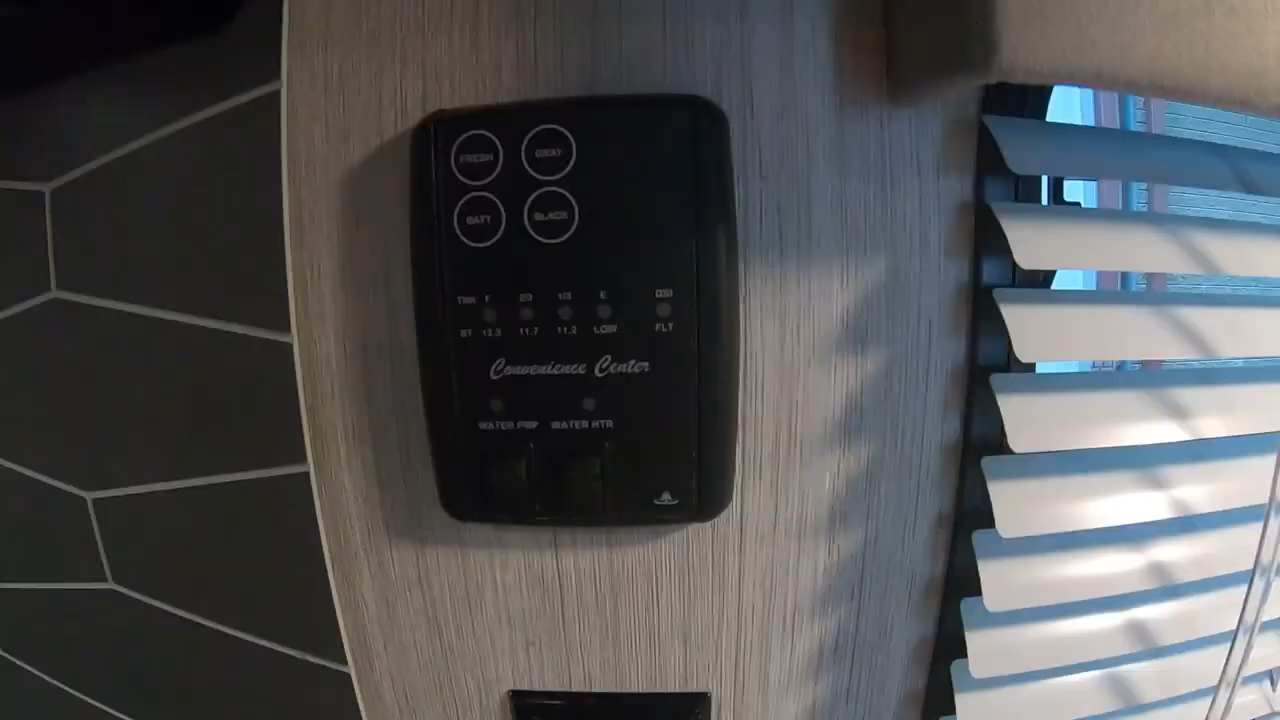 FRESH GRAY
BATT BLACK
TNK F 2/3 1/3 E DSI
BT 12.3 11.7 11.2 LOW FLT
Convenience Center
WATER PMP WATER HTR